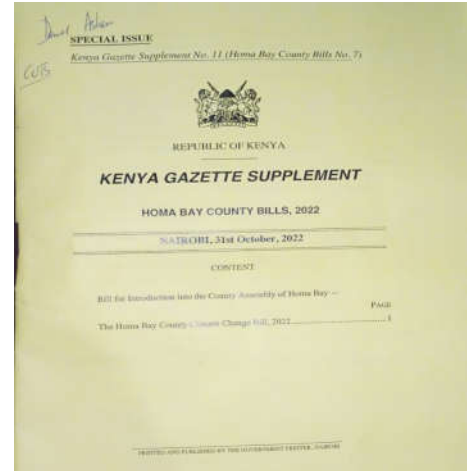 SPECIAL ISSUE
Kenya Gazette Supplement No. 11 (Homa Bay County Bills No. 7)
REPUBLIC OF KENYA
KENYA GAZETTE SUPPLEMENT
HOMA BAY COUNTY BILLS, 2022
NAIROBI, 31st October, 2022
CONTENT
Bill for Introduction into the County Assembly of Homa Bay —
PAGE
The Homa Bay County Climate Change Bill, 2022 ........................ 1
PRINTED AND PUBLISHED BY THE GOVERNMENT PRINTER, NAIROBI